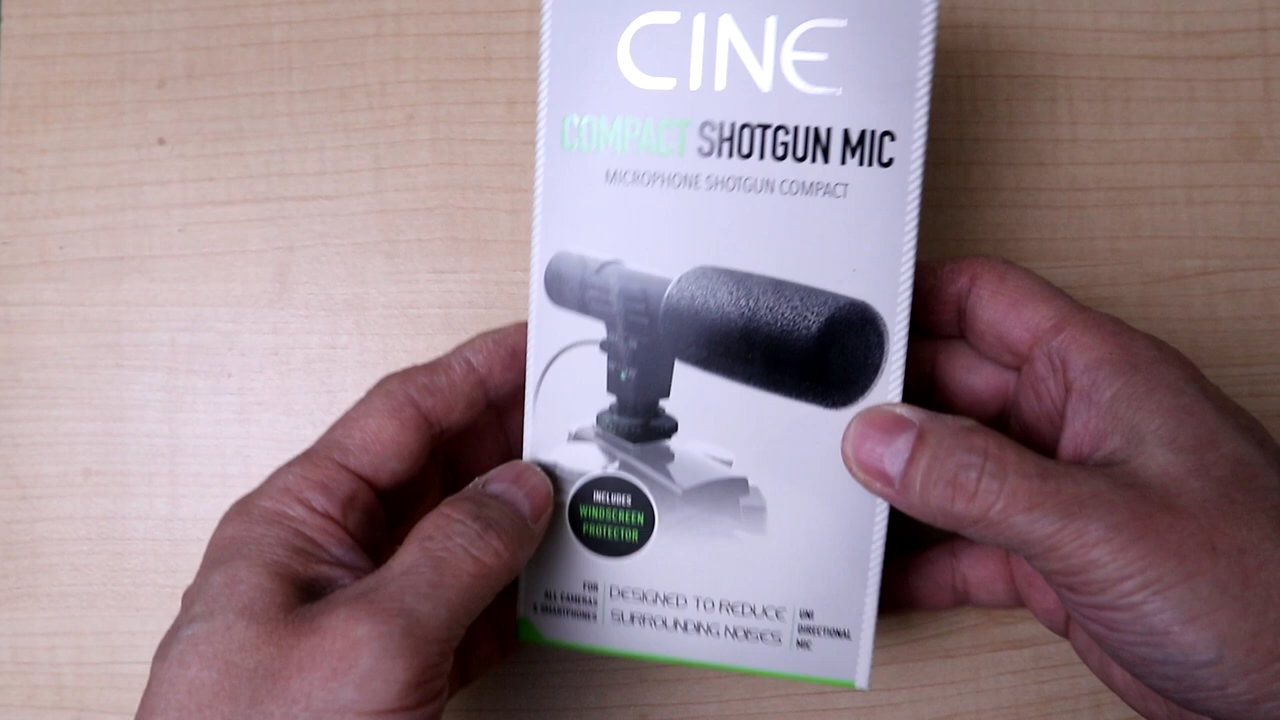 CINE
COMPACT SHOTGUN MIC
MICROPHONE SHOTGUN COMPACT
INCLUDES
WINDSCREEN
PROTECTOR
FOR
ALL CAMERAS
& SMARTPHONES
DESIGNED TO REDUCE
SURROUNDING NOISES
UNI
DIRECTIONAL
MIC